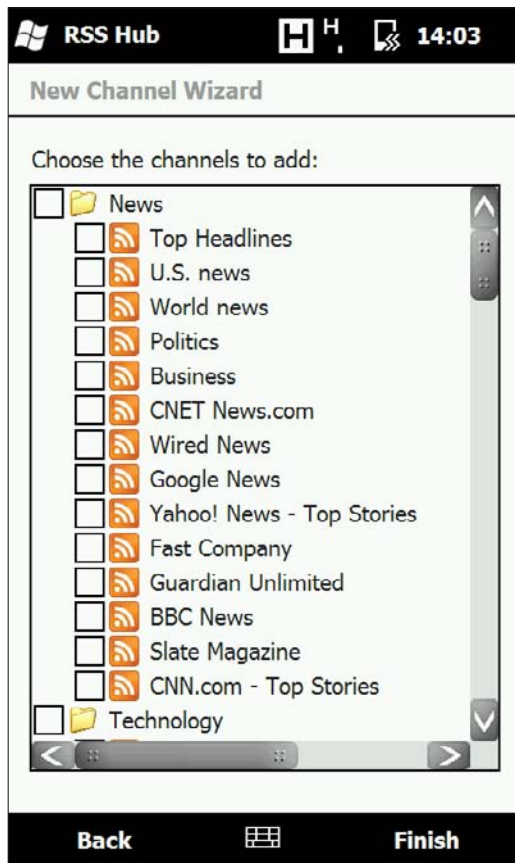 RSS Hub H H 14:03
New Channel Wizard
Choose the channels to add:
News
Top Headlines
U.S. news
World news
Politics
Business
CNET News.com
Wired News
Google News
Yahoo! News - Top Stories
Fast Company
Guardian Unlimited
BBC News
Slate Magazine
CNN.com - Top Stories
Technology
Back Finish